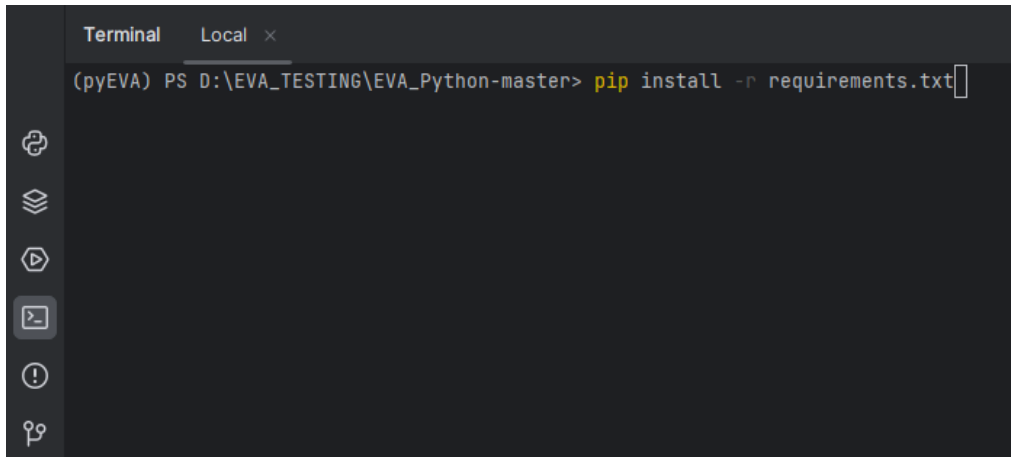 Terminal Local ×
(pyEVA) PS D:\EVA_TESTING\EVA_Python-master> pip install -r requirements.txt